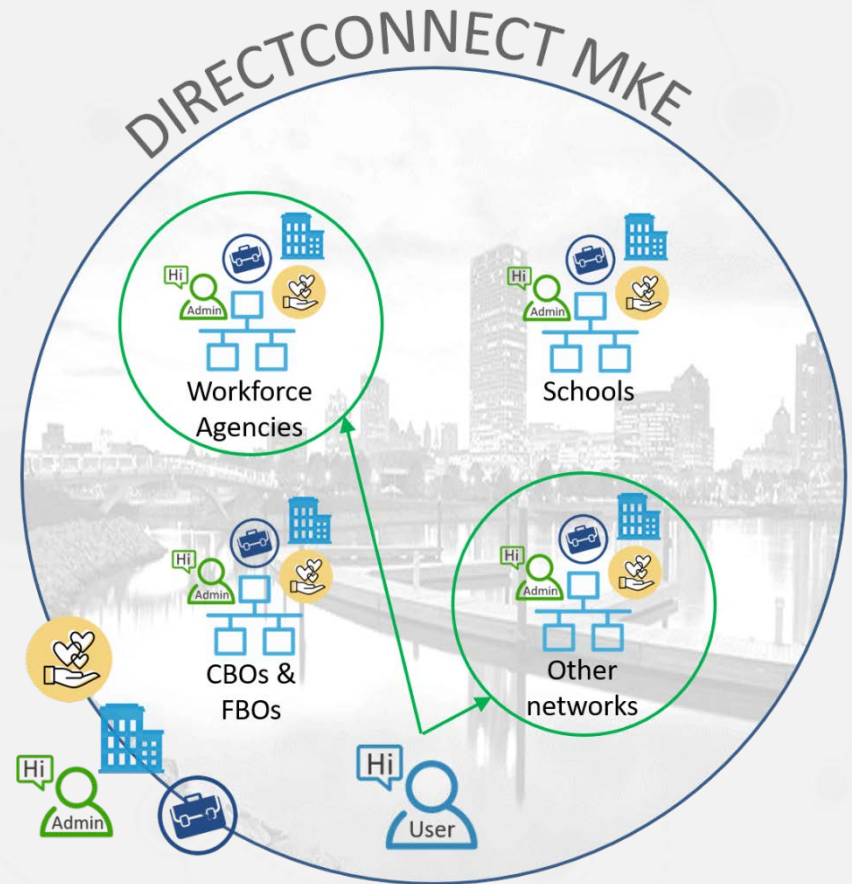 DIRECTCONNECT MKE
Hi
Admin
Workforce
Agencies
Hi
Admin
Schools
Hi
Admin
CBOs &
FBOs
Hi
Admin
Other
networks
Hi
Admin
Hi
User